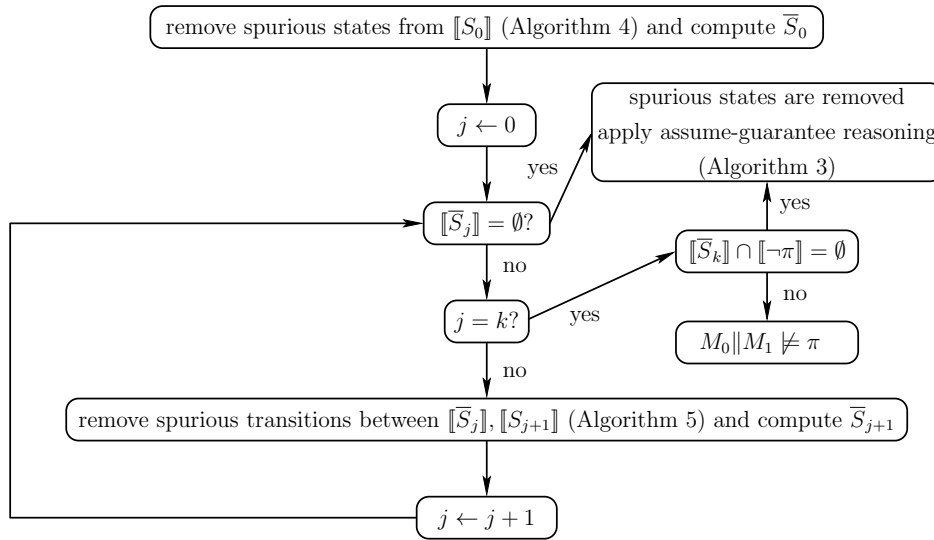 remove spurious states from ⟦S₀⟧ (Algorithm 4) and compute S̅₀
j ← 0
spurious states are removed
apply assume-guarantee reasoning
(Algorithm 3)
yes
yes
⟦S̅ⱼ⟧ = ∅?
⟦S̅ₖ⟧ ∩ ⟦¬π⟧ = ∅
no
no
j = k?
yes
M₀‖M₁ ⊭ π
no
remove spurious transitions between ⟦S̅ⱼ⟧, ⟦Sⱼ₊₁⟧ (Algorithm 5) and compute S̅ⱼ₊₁
j ← j + 1